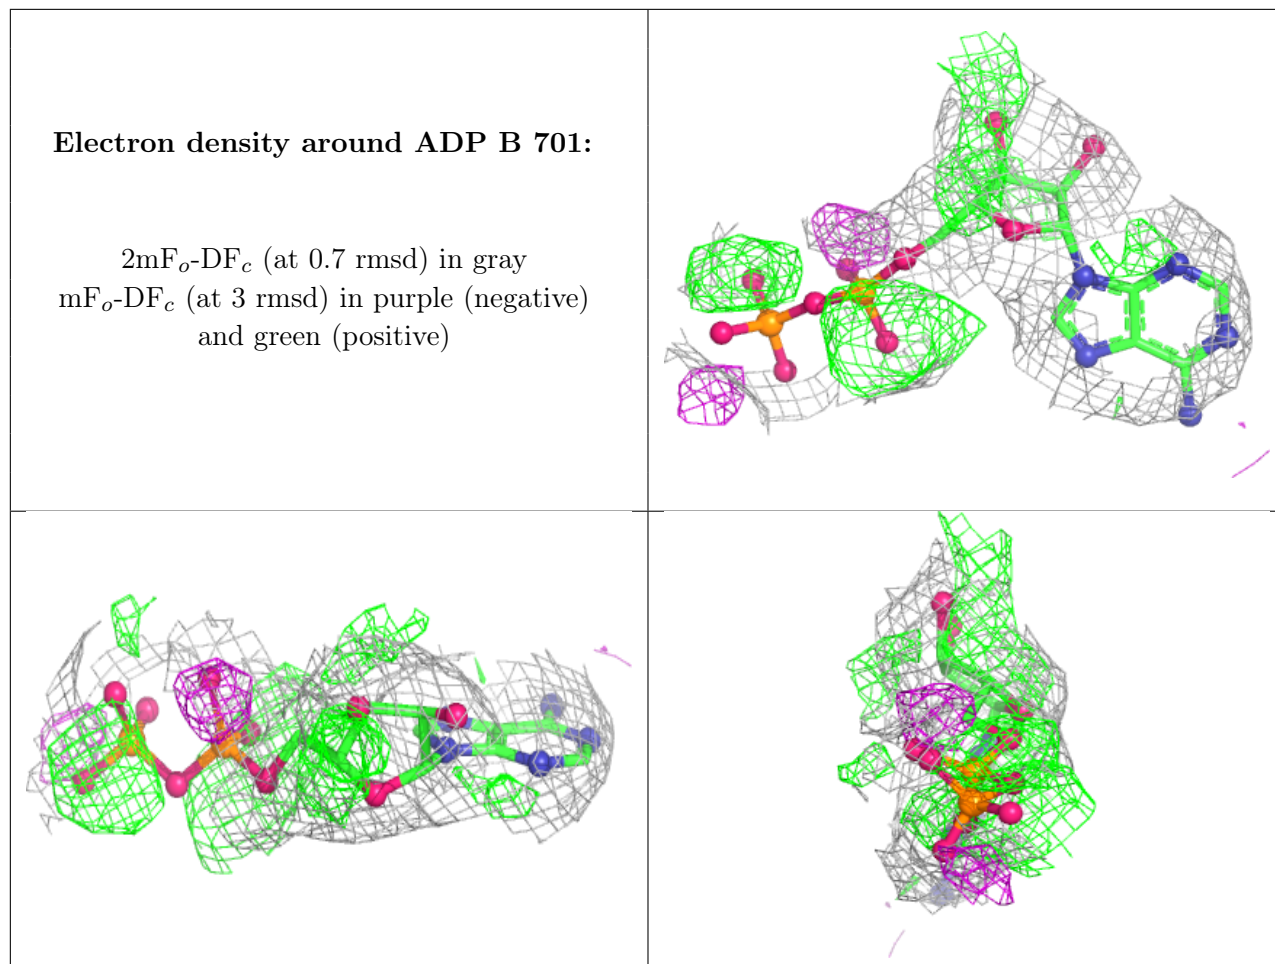 Electron density around ADP B 701:
2mFo-DFc (at 0.7 rmsd) in gray
mFo-DFc (at 3 rmsd) in purple (negative)
and green (positive)